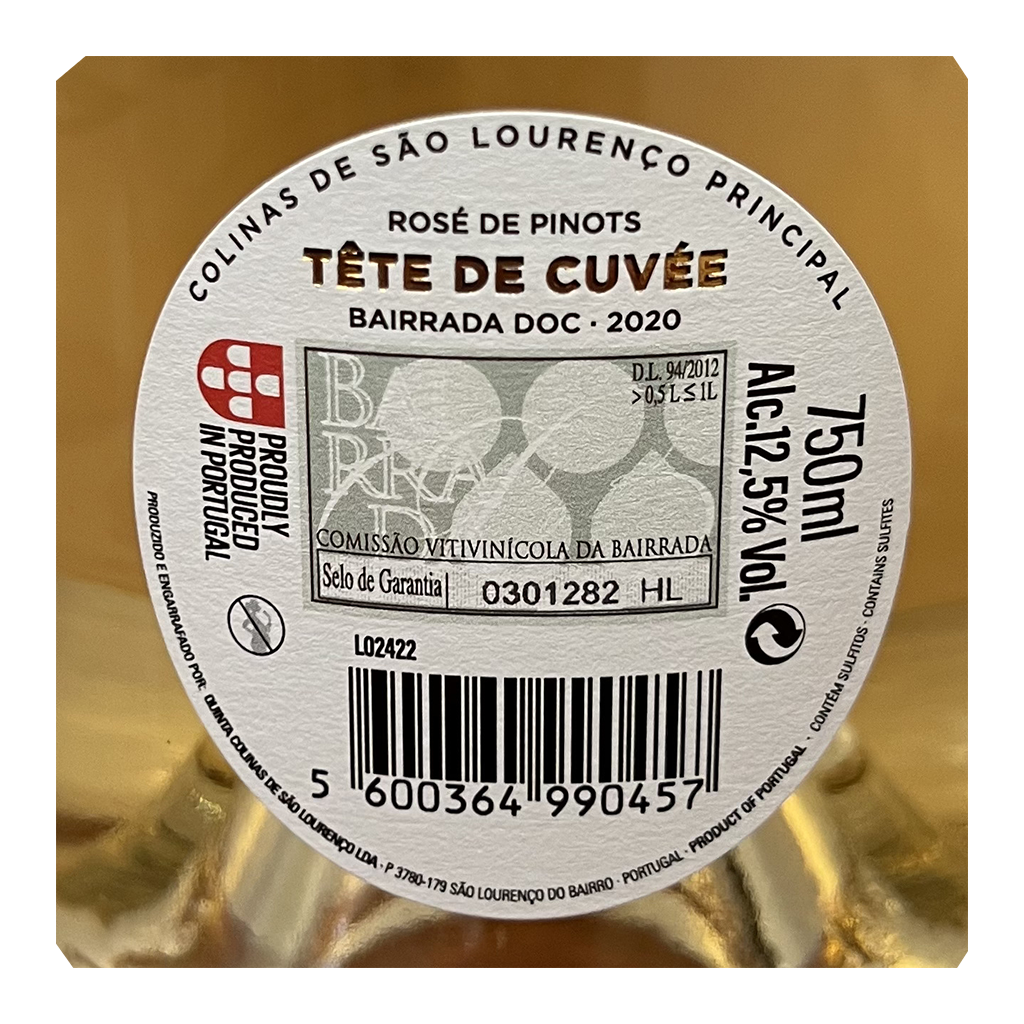 COLINAS DE SÃO LOURENÇO PRINCIPAL
ROSÉ DE PINOTS
TÊTE DE CUVÉE
BAIRRADA DOC · 2020
D.L. 94/2012
>0,5 L ≤ 1L
COMISSÃO VITIVINÍCOLA DA BAIRRADA
Selo de Garantia
0301282 HL
PROUDLY
PRODUCED
IN PORTUGAL
750ml
Alc.12,5% Vol.
L02422
5 600364 990457
PRODUZIDO E ENGARRAFADO POR: QUINTA COLINAS DE SÃO LOURENÇO LDA · P 3780-179 SÃO LOURENÇO DO BAIRRO · PORTUGAL · PRODUCT OF PORTUGAL · CONTÉM SULFITOS · CONTAINS SULFITES